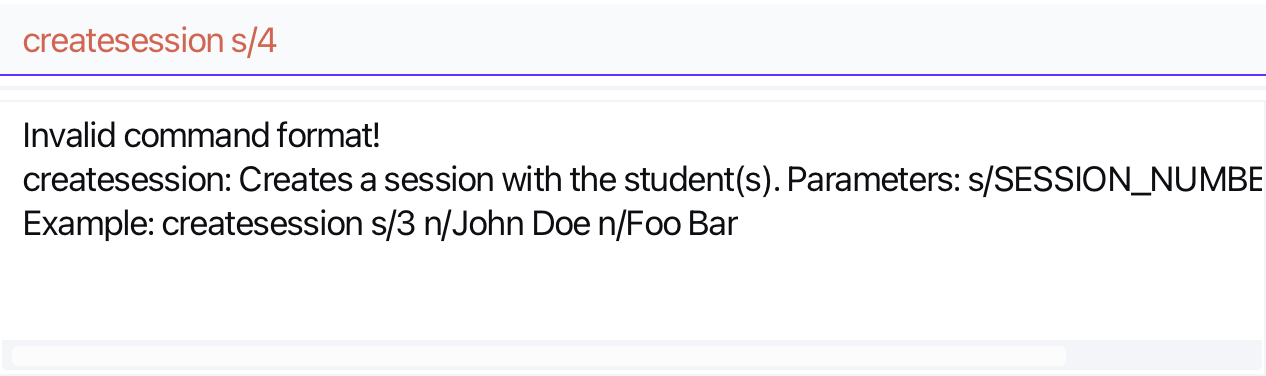 createsession s/4
Invalid command format!
createsession: Creates a session with the student(s). Parameters: s/SESSION_NUMBE
Example: createsession s/3 n/John Doe n/Foo Bar